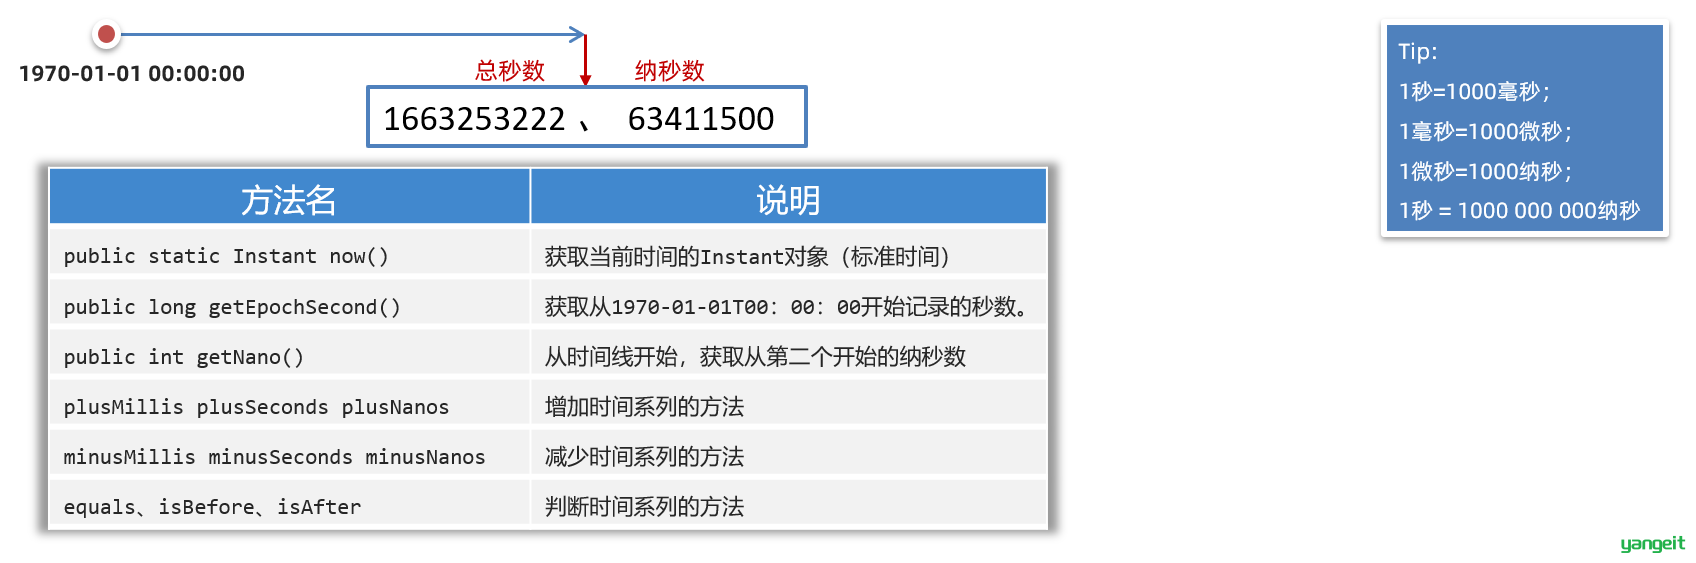 1970-01-01 00:00:00
总秒数 纳秒数
1663253222 、 63411500
Tip:
1秒=1000毫秒；
1毫秒=1000微秒；
1微秒=1000纳秒；
1秒 = 1000 000 000纳秒
方法名 说明
public static Instant now() 获取当前时间的Instant对象（标准时间）
public long getEpochSecond() 获取从1970-01-01T00：00：00开始记录的秒数。
public int getNano() 从时间线开始，获取从第二个开始的纳秒数
plusMillis plusSeconds plusNanos 增加时间系列的方法
minusMillis minusSeconds minusNanos 减少时间系列的方法
equals、isBefore、isAfter 判断时间系列的方法
yangeit